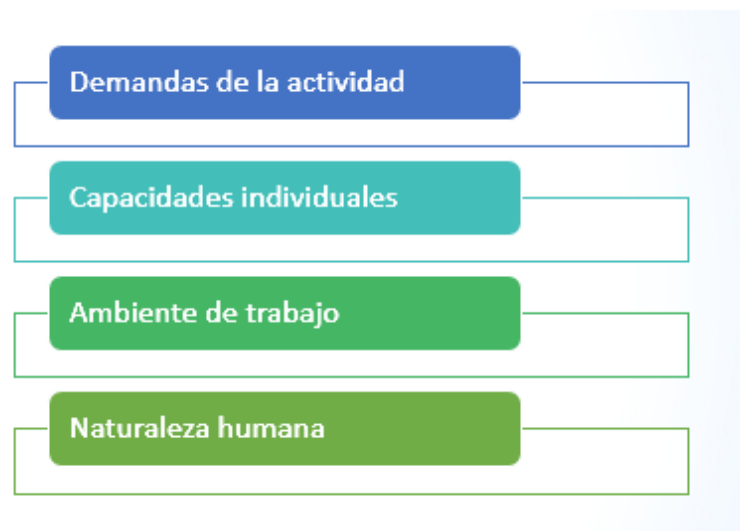 Demandas de la actividad
Capacidades individuales
Ambiente de trabajo
Naturaleza humana